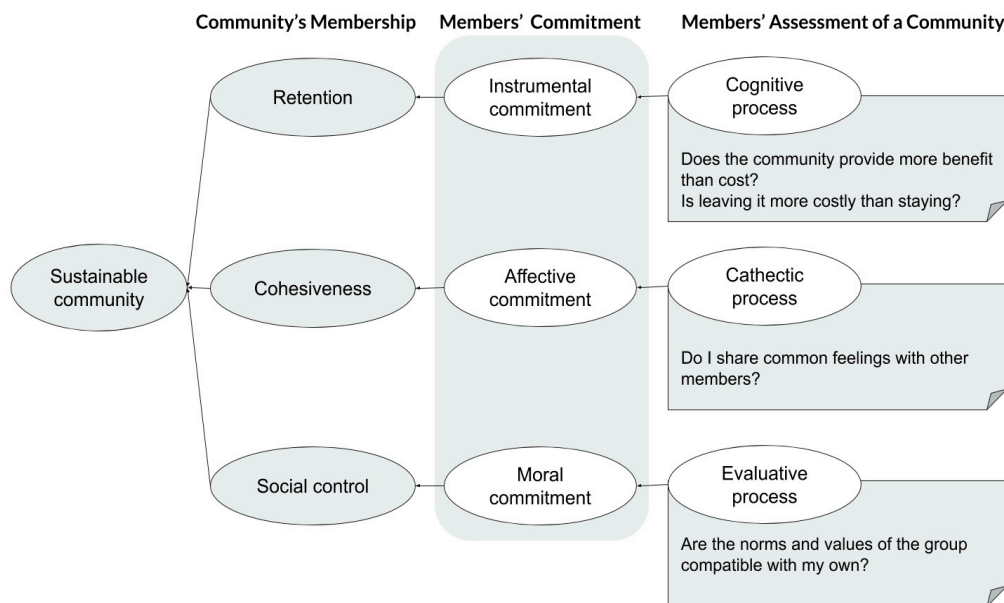 Community's Membership
Members' Commitment
Members' Assessment of a Community
Retention
Instrumental
commitment
Cognitive
process
Does the community provide more benefit
than cost?
Is leaving it more costly than staying?
Sustainable
community
Cohesiveness
Affective
commitment
Cathectic
process
Do I share common feelings with other
members?
Social control
Moral
commitment
Evaluative
process
Are the norms and values of the group
compatible with my own?